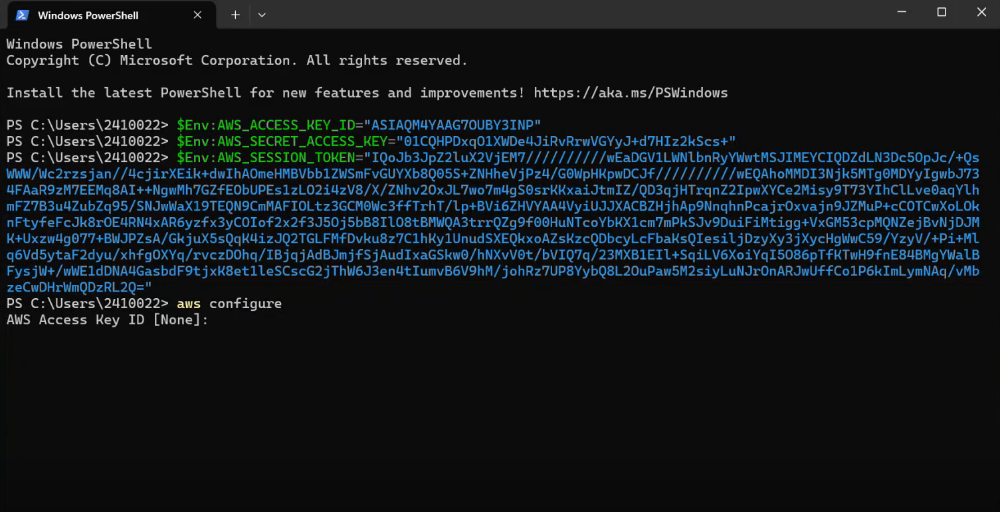 Windows PowerShell
Windows PowerShell
Copyright (C) Microsoft Corporation. All rights reserved.
Install the latest PowerShell for new features and improvements! https://aka.ms/PSWindows
PS C:\Users\2410022> $Env:AWS_ACCESS_KEY_ID="ASIAQM4YAAG7OUBY3INP"
PS C:\Users\2410022> $Env:AWS_SECRET_ACCESS_KEY="01CQHPDxqO1XWDe4JiRvRrwVGYyJ+d7HIz2kScs+"
PS C:\Users\2410022> $Env:AWS_SESSION_TOKEN="IQoJb3JpZ2luX2VjEM7//////////wEaDGV1LWNlbnRyYWwtMSJIMEYCIQDZdLN3Dc5OpJc/+Qs
WWW/Wc2rzsjan//4cjirXEik+dwIhAOmeHMBVbb1ZWSmFvGUYXb8Q05S+ZNHheVjPz4/G0WpHKpwDCJf//////////wEQAhoMMDI3Njk5MTg0MDYyIgwbJ73
4FAaR9zM7EEMq8AI++NgwMh7GZfEObUPEs1zLO2i4zV8/X/ZNhv2OxJL7wo7m4gS0srKKxaiJtmIZ/QD3qjHTrqnZ2IpwXYCe2Misy9T73YIhClLve0aqYlh
mFZ7B3u4ZubZq95/SNJwWaX19TEQN9CmMAFIOLtz3GCM0Wc3ffTrhT/lp+BVi6ZHVYAA4VyiUJJXACBZHjhAp9NnqhnPcajrOxvajn9JZMuP+cCOTCwXoLOk
nFtyfeFcJk8rOE4RN4xAR6yzfx3yCOIof2x2f3J5Oj5bB8IlO8tBMWQA3trrQZg9f00HuNTcoYbKX1cm7mPkSJv9DuiFiMtigg+VxGM53cpMQNZejBvNjDJM
K+Uxzw4g077+BWJPZsA/GkjuX5sQqK4izJQ2TGLFMfDvku8z7C1hKy1UnudSXEQkxoAZsKzcQDbcyLcFbaKsQIesiljDzyXy3jXycHgWwC59/YzyV/+Pi+Ml
q6Vd5ytaF2dyu/xhfgOXYq/rvczDOhq/IBjqjAdBJmjfSjAudIxaGSkw0/hNXvV0t/bVIQ7q/23MXB1EIl+SqiLV6XoiYqI5O86pTfKTwH9fnE84BMgYWalB
FysjW+/wWE1dDNA4GasbdF9tjxK8et1leSCscG2jThW6J3en4tIumvB6V9hM/johRz7UP8YybQ8L2OuPaw5M2siyLuNJrOnARJwUffCo1P6kImLymNAq/vMb
zeCwDHrWmQDzRL2Q="
PS C:\Users\2410022> aws configure
AWS Access Key ID [None]: